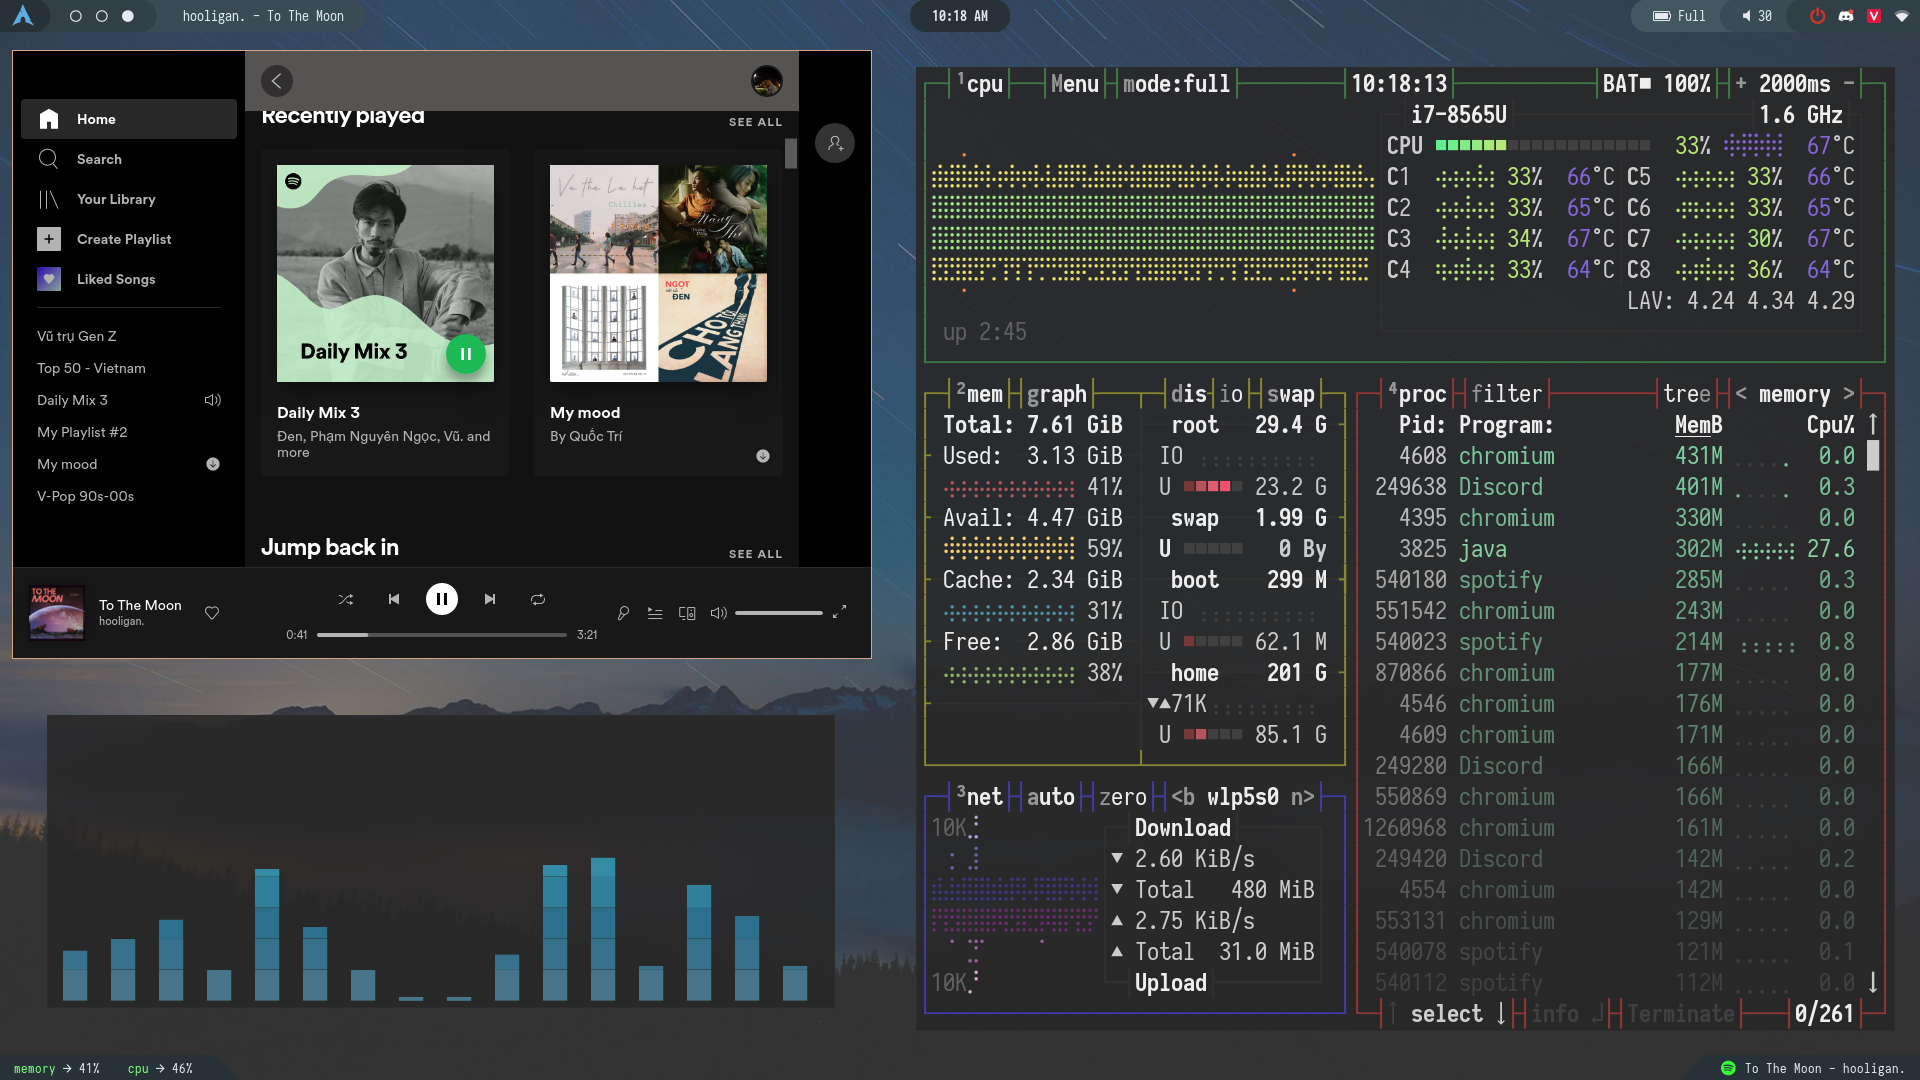 hooligan. - To The Moon
10:18 AM
Full
30
Home
Search
Your Library
Create Playlist
Liked Songs
Vũ trụ Gen Z
Top 50 - Vietnam
Daily Mix 3
My Playlist #2
My mood
V-Pop 90s-00s
Recently played
SEE ALL
Daily Mix 3
Daily Mix 3
Đen, Phạm Nguyên Ngọc, Vũ. and
more
Chillies
NGỌT
ĐEN
My mood
By Quốc Trí
Jump back in
SEE ALL
TO THE
MOON
To The Moon
hooligan.
0:41
3:21
1cpu Menu mode:full 10:18:13 BAT■ 100% + 2000ms -
i7-8565U 1.6 GHz
CPU 33% 67°C
C1 33% 66°C C5 33% 66°C
C2 33% 65°C C6 33% 65°C
C3 34% 67°C C7 30% 67°C
C4 33% 64°C C8 36% 64°C
LAV: 4.24 4.34 4.29
up 2:45
2mem graph dis io swap
Total: 7.61 GiB
Used: 3.13 GiB
41%
Avail: 4.47 GiB
59%
Cache: 2.34 GiB
31%
Free: 2.86 GiB
38%
root 29.4 G
IO
U 23.2 G
swap 1.99 G
U 0 By
boot 299 M
IO
U 62.1 M
home 201 G
▼▲71K
U 85.1 G
3net auto zero <b wlp5s0 n>
10K
Download
▼ 2.60 KiB/s
▼ Total 480 MiB
▲ 2.75 KiB/s
▲ Total 31.0 MiB
Upload
10K
4proc filter tree < memory >
Pid: Program: MemB Cpu% ↑
4608 chromium 431M 0.0
249638 Discord 401M 0.3
4395 chromium 330M 0.0
3825 java 302M 27.6
540180 spotify 285M 0.3
551542 chromium 243M 0.0
540023 spotify 214M 0.8
870866 chromium 177M 0.0
4546 chromium 176M 0.0
4609 chromium 171M 0.0
249280 Discord 166M 0.0
550869 chromium 166M 0.0
1260968 chromium 161M 0.0
249420 Discord 142M 0.2
4554 chromium 142M 0.0
553131 chromium 129M 0.0
540078 spotify 121M 0.1
540112 spotify 112M 0.0 ↓
↑ select ↓ info ↲ Terminate 0/261
memory → 41% cpu → 46%
To The Moon - hooligan.